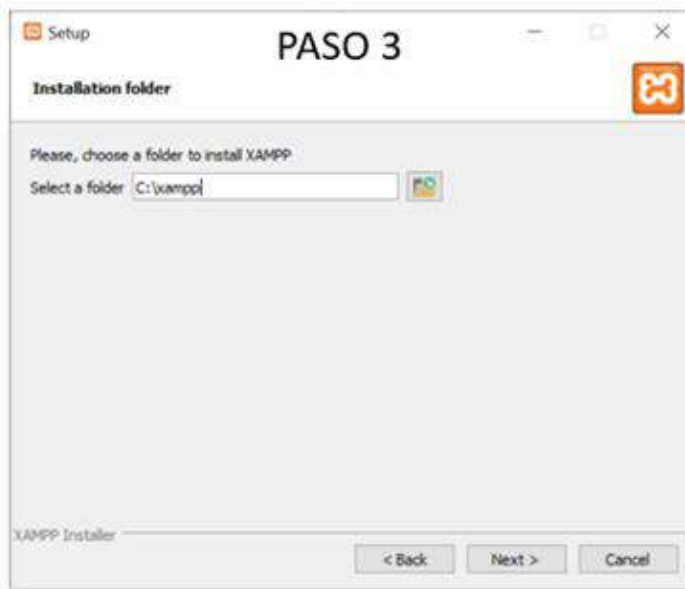 Setup
PASO 3
Installation folder
Please, choose a folder to install XAMPP
Select a folder C:\xampp
XAMPP Installer
< Back Next > Cancel